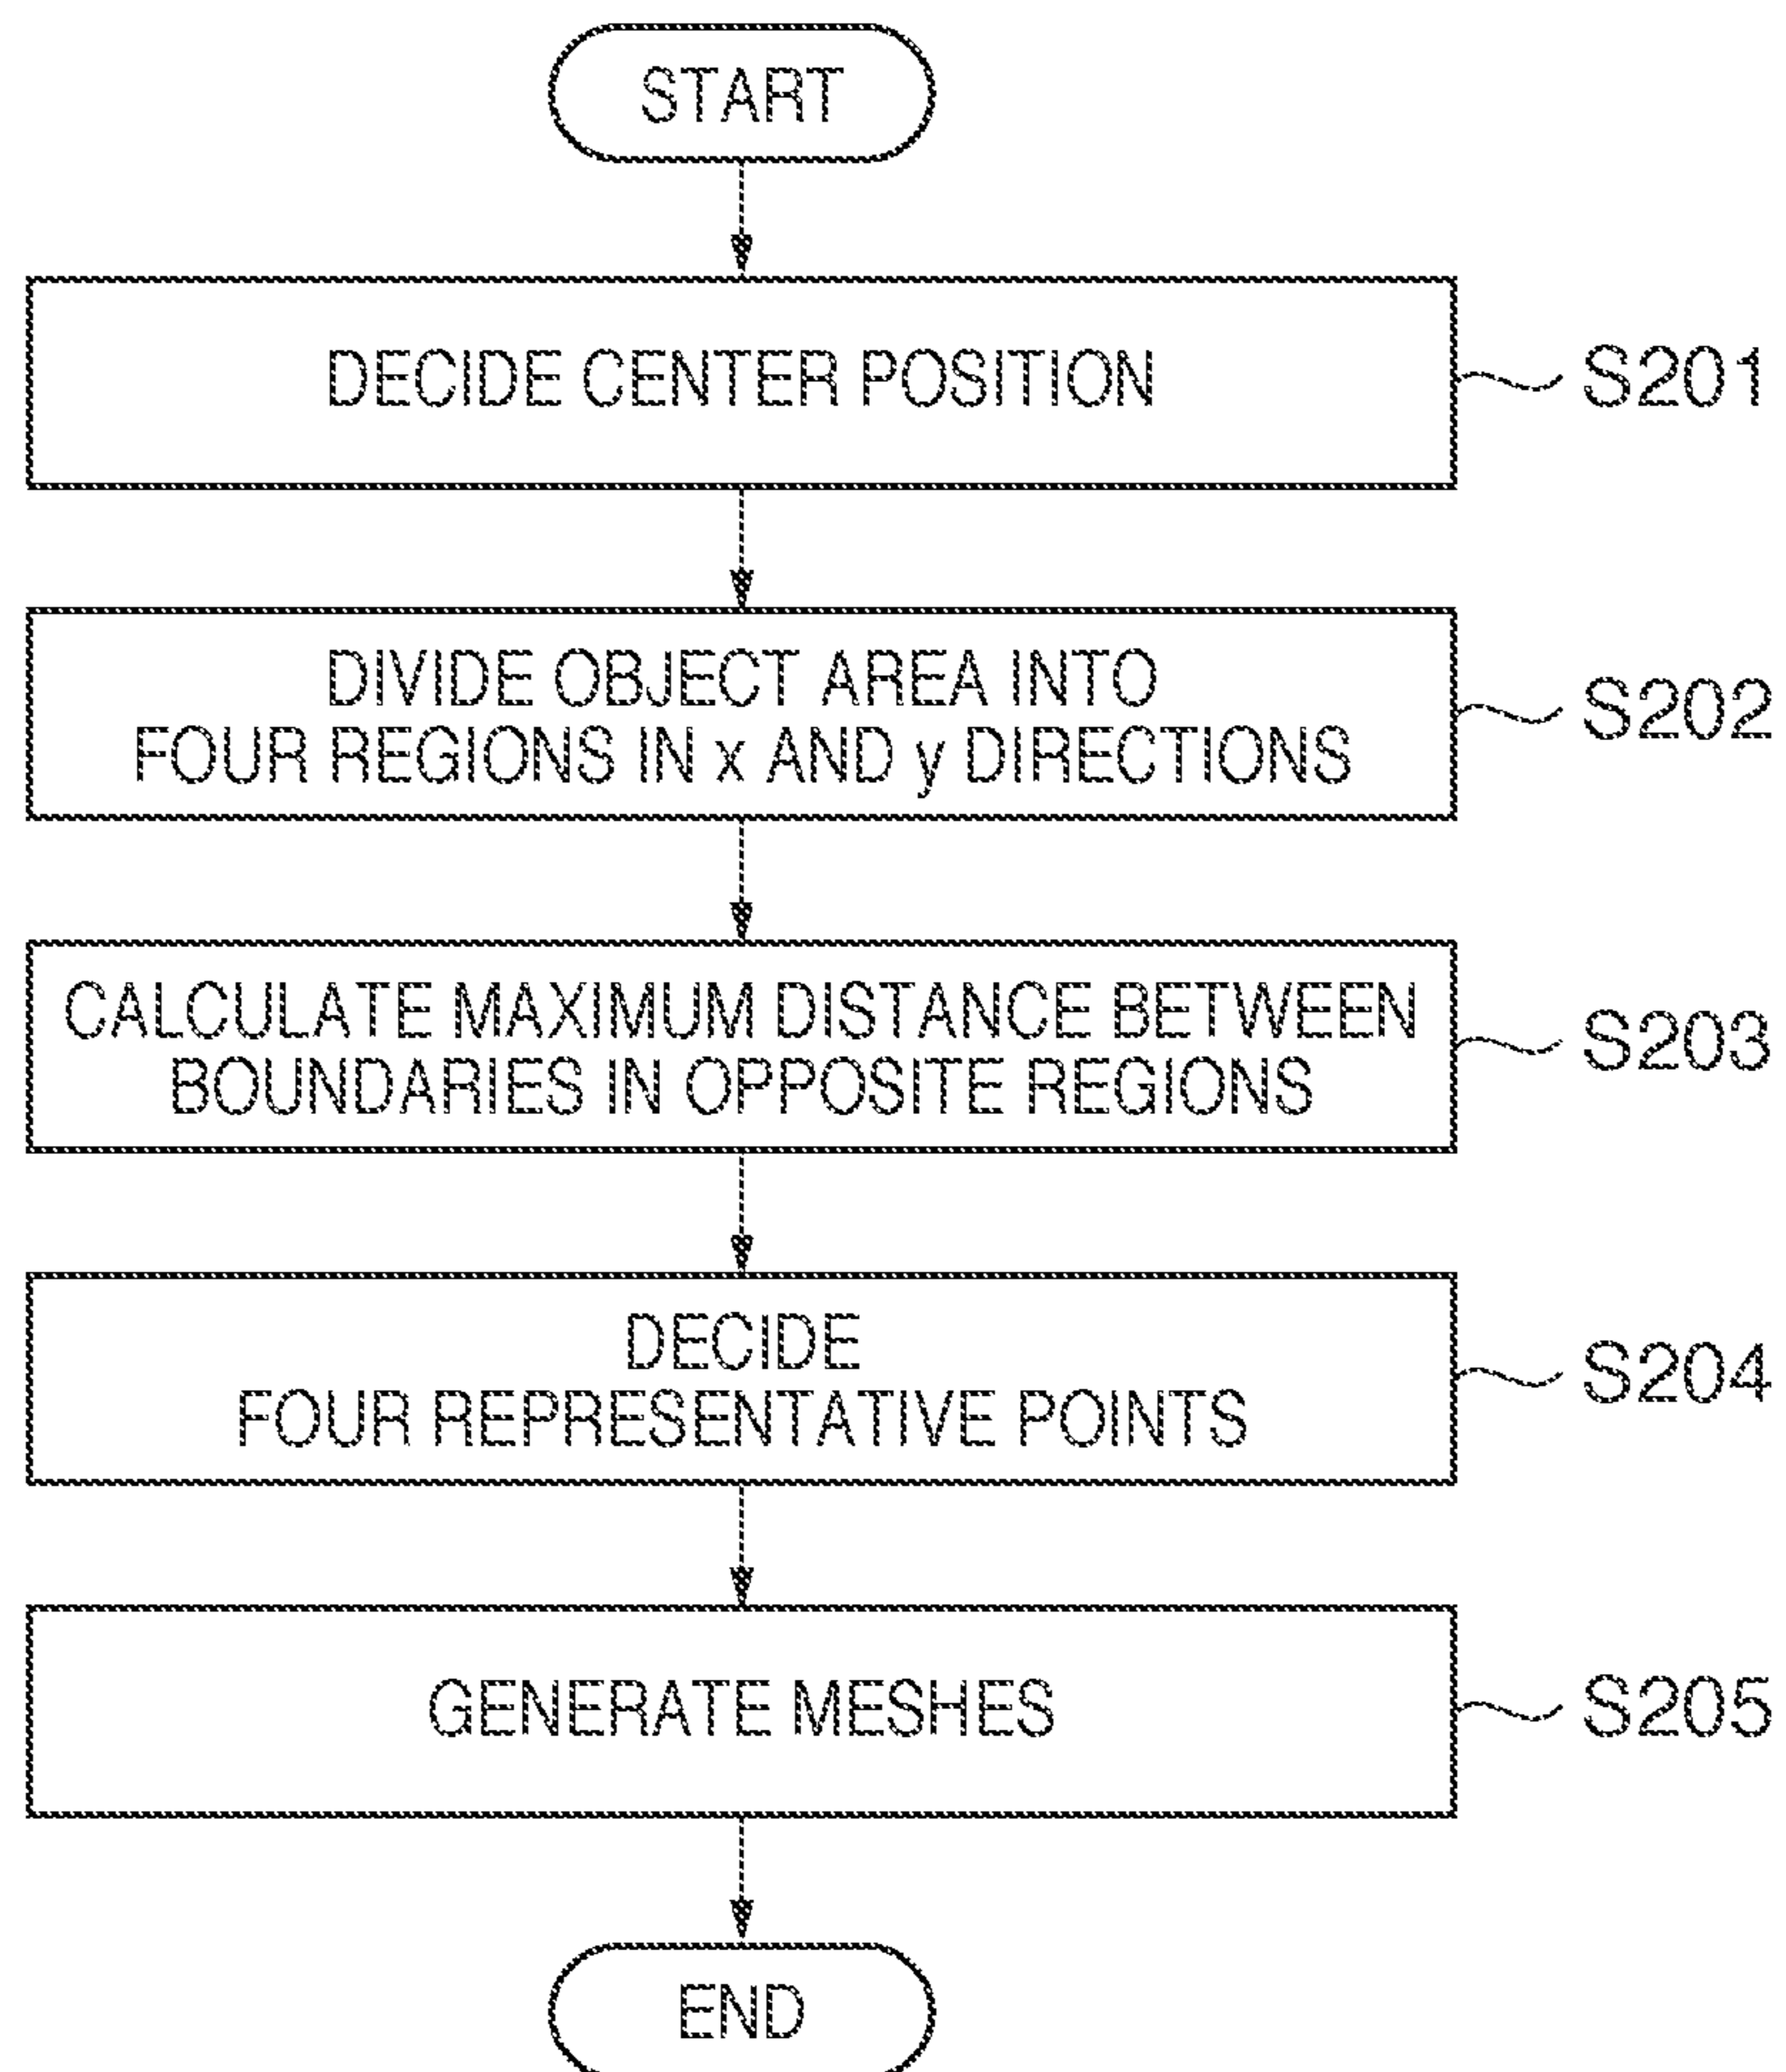 START
DECIDE CENTER POSITION
S201
DIVIDE OBJECT AREA INTO
FOUR REGIONS IN x AND y DIRECTIONS
S202
CALCULATE MAXIMUM DISTANCE BETWEEN
BOUNDARIES IN OPPOSITE REGIONS
S203
DECIDE
FOUR REPRESENTATIVE POINTS
S204
GENERATE MESHES
S205
END